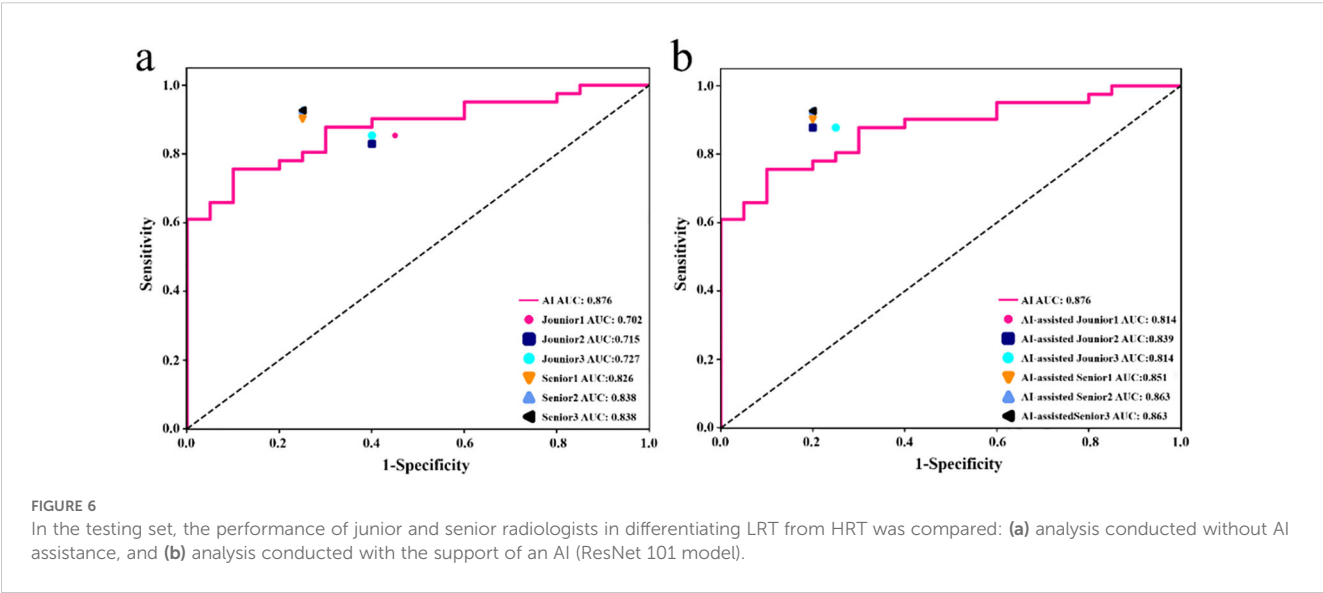 a
1.0
0.8
0.6
0.4
0.2
0.0
Sensitivity
0.0 0.2 0.4 0.6 0.8 1.0
1-Specificity
AI AUC: 0.876
Jounior1 AUC: 0.702
Jounior2 AUC:0.715
Jounior3 AUC:0.727
Senior1 AUC:0.826
Senior2 AUC: 0.838
Senior3 AUC: 0.838
b
1.0
0.8
0.6
0.4
0.2
0.0
Sensitivity
0.0 0.2 0.4 0.6 0.8 1.0
1-Specificity
AI AUC: 0.876
AI-assisted Jounior1 AUC: 0.814
AI-assisted Jounior2 AUC:0.839
AI-assisted Jounior3 AUC:0.814
AI-assisted Senior1 AUC:0.851
AI-assisted Senior2 AUC: 0.863
AI-assistedSenior3 AUC: 0.863
FIGURE 6
In the testing set, the performance of junior and senior radiologists in differentiating LRT from HRT was compared: (a) analysis conducted without AI
assistance, and (b) analysis conducted with the support of an AI (ResNet 101 model).